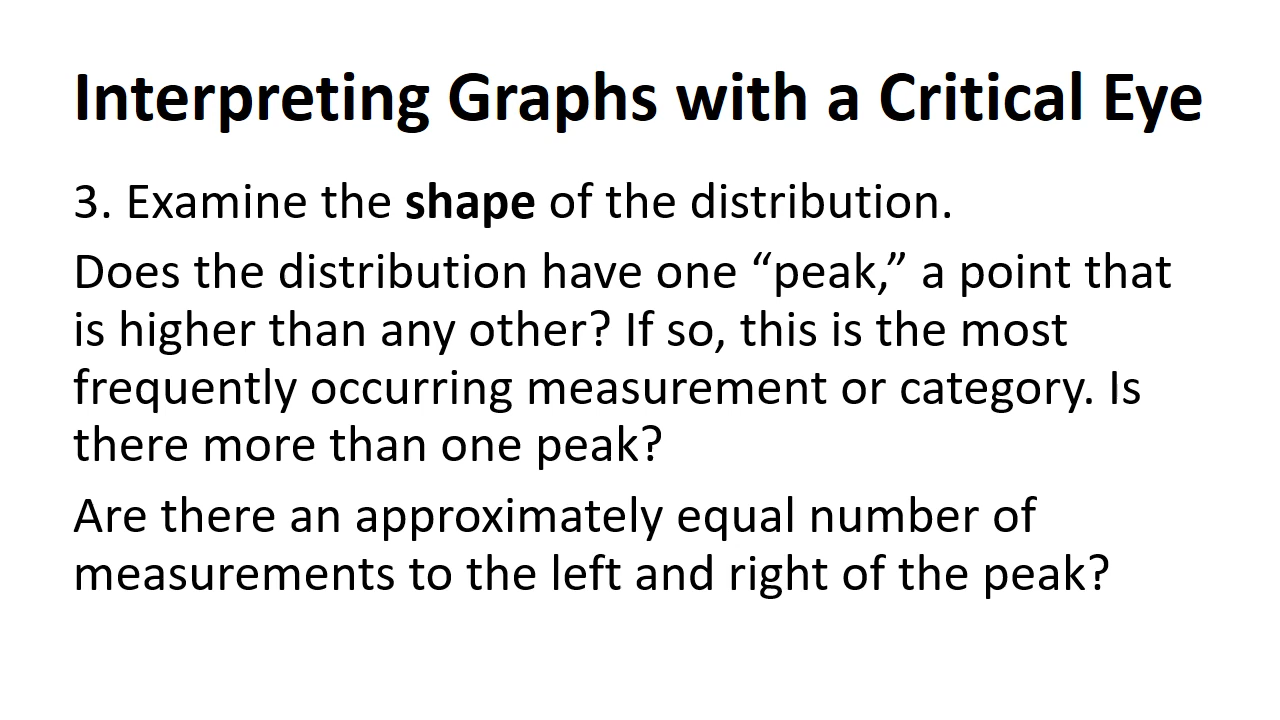 Interpreting Graphs with a Critical Eye
3. Examine the shape of the distribution.
Does the distribution have one “peak,” a point that
is higher than any other? If so, this is the most
frequently occurring measurement or category. Is
there more than one peak?
Are there an approximately equal number of
measurements to the left and right of the peak?